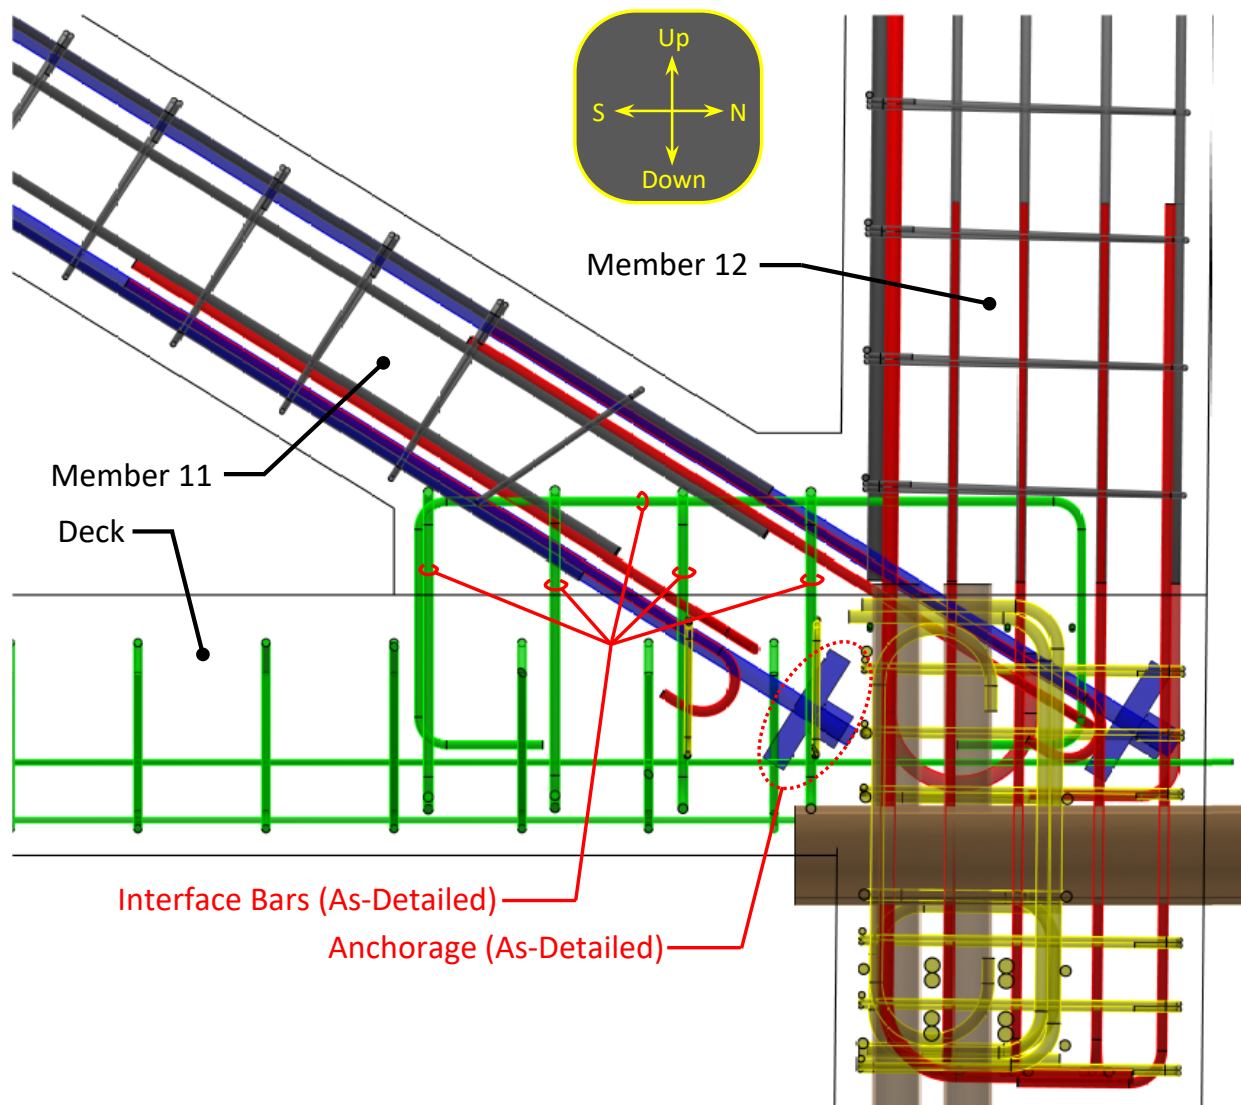 Up
S
N
Down
Member 12
Member 11
Deck
Interface Bars (As-Detailed)
Anchorage (As-Detailed)